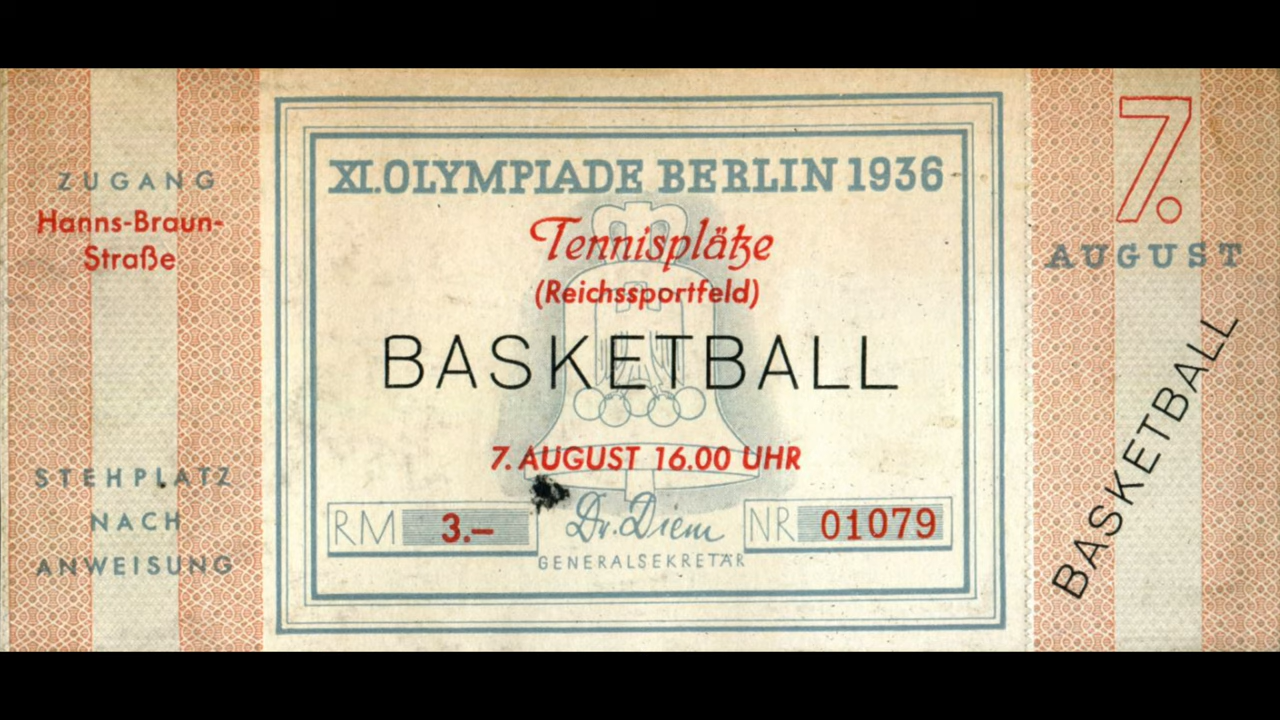 ZUGANG
Hanns-Braun-
Straße
STEHPLATZ
NACH
ANWEISUNG
XI. OLYMPIADE BERLIN 1936
Tennisplätze
(Reichssportfeld)
BASKETBALL
7. AUGUST 16.00 UHR
RM 3.–
Dr. Diem
GENERALSEKRETÄR
NR 01079
7.
AUGUST
BASKETBALL